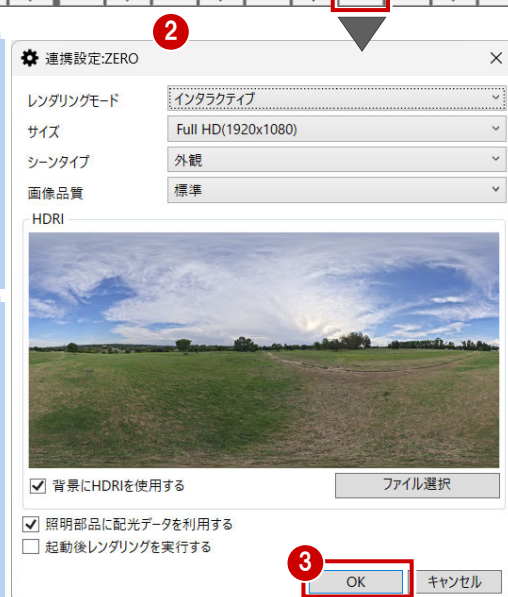 2
連携設定:ZERO
レンダリングモード インタラクティブ
サイズ Full HD(1920x1080)
シーンタイプ 外観
画像品質 標準
HDRI
背景にHDRIを使用する ファイル選択
照明部品に配光データを利用する
起動後レンダリングを実行する
3
OK キャンセル